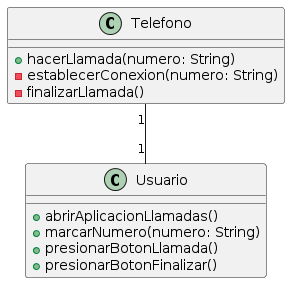 C Telefono
hacerLlamada(numero: String)
establecerConexion(numero: String)
finalizarLlamada()
1
1
C Usuario
abrirAplicacionLlamadas()
marcarNumero(numero: String)
presionarBotonLlamada()
presionarBotonFinalizar()